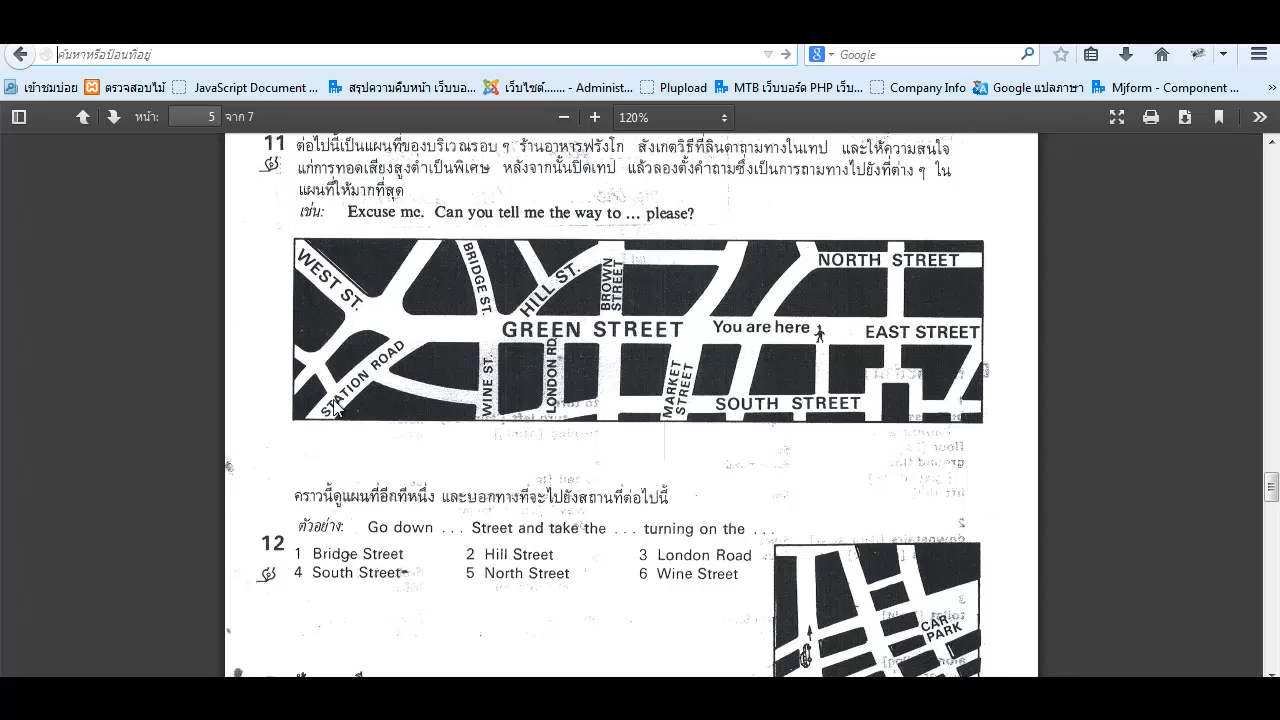 ค้นหาหรือป้อนที่อยู่
Google
เข้าชมบ่อย
ตรวจสอบไม้
JavaScript Document ...
สรุปความคืบหน้า เว็บบอ...
เว็บไซต์....... - Administ...
Plupload
MTB เว็บบอร์ด PHP เว็บ...
Company Info
Google แปลภาษา
Mjform - Component ...
หน้า: 5 จาก 7
120%
11 ต่อไปนี้เป็นแผนที่ของบริเวณรอบ ๆ ร้านอาหารฟรังโก สังเกตวิธีที่ลินดาถามทางในเทป และให้ความสนใจ
แก่การทอดเสียงสูงต่ำเป็นพิเศษ หลังจากนั้นปิดเทป แล้วลองตั้งคำถามซึ่งเป็นการถามทางไปยังที่ต่าง ๆ ใน
แผนที่ให้มากที่สุด
เช่น: Excuse me. Can you tell me the way to ... please?
WEST ST.
BRIDGE ST.
HILL ST.
BROWN STREET
NORTH STREET
GREEN STREET
You are here
EAST STREET
STATION ROAD
WINE ST.
LONDON RD.
MARKET STREET
SOUTH STREET
คราวนี้ดูแผนที่อีกทีหนึ่ง และบอกทางที่จะไปยังสถานที่ต่อไปนี้
ตัวอย่าง: Go down ... Street and take the ... turning on the ...
12
1 Bridge Street 2 Hill Street 3 London Road
4 South Street 5 North Street 6 Wine Street
CAR
PARK